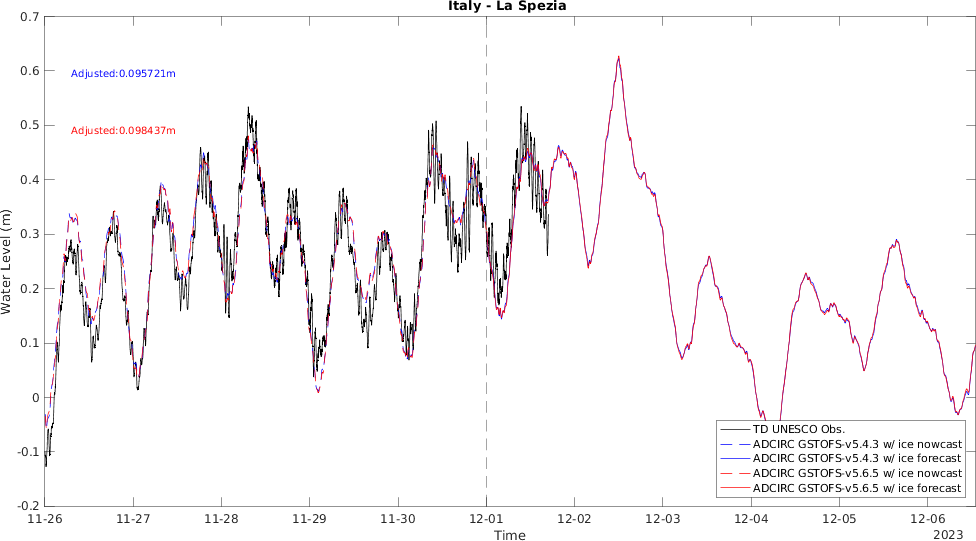 Italy - La Spezia
0.7
0.6
0.5
0.4
0.3
0.2
0.1
0
-0.1
-0.2
Water Level (m)
Adjusted:0.095721m
Adjusted:0.098437m
TD UNESCO Obs.
ADCIRC GSTOFS-v5.4.3 w/ ice nowcast
ADCIRC GSTOFS-v5.4.3 w/ ice forecast
ADCIRC GSTOFS-v5.6.5 w/ ice nowcast
ADCIRC GSTOFS-v5.6.5 w/ ice forecast
11-26 11-27 11-28 11-29 11-30 12-01 12-02 12-03 12-04 12-05 12-06
Time
2023